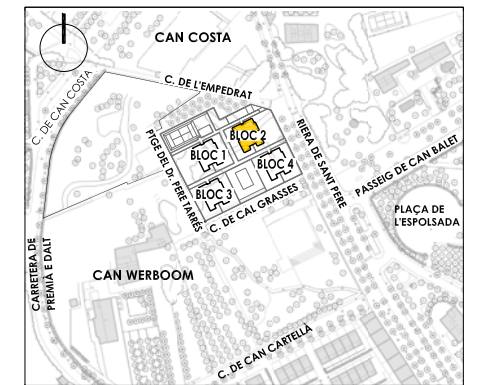 CAN COSTA
C. DE CAN COSTA
C. DE L'EMPEDRAT
PTGE DEL Dr. PERE TARRÉS
BLOC 2
BLOC 1
BLOC 4
BLOC 3
RIERA DE SANT PERE
PASSEIG DE CAN BALET
C. DE CAL GRASSES
PLAÇA DE
L'ESPOLSADA
CARRETERA DE
PREMIÀ E DALT
CAN WERBOOM
C. DE CAN CARTELLÀ